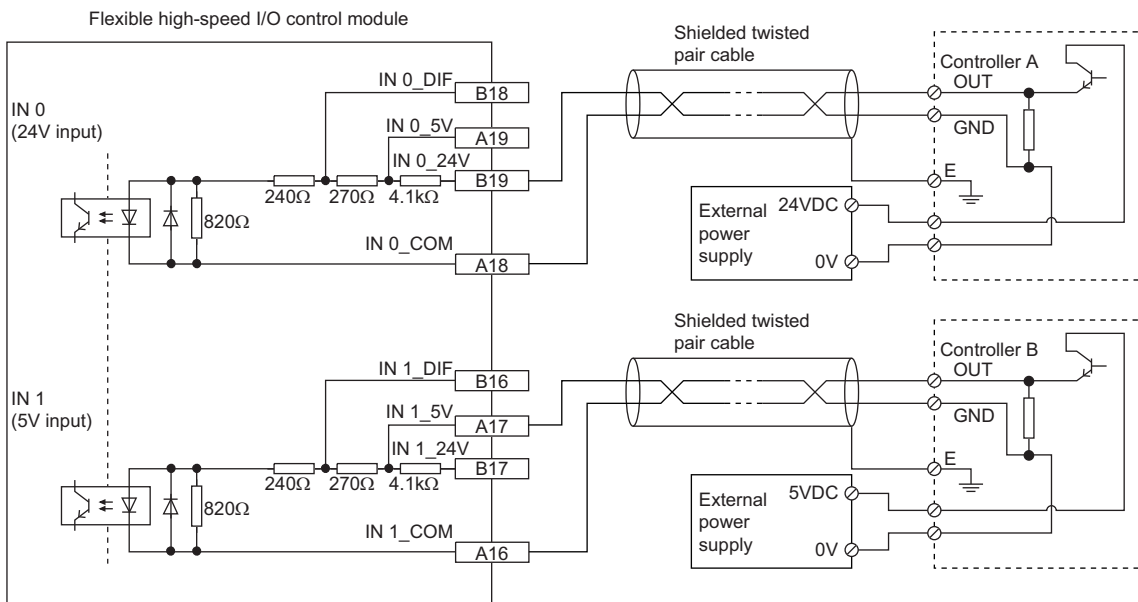 Flexible high-speed I/O control module
Shielded twisted
pair cable
Controller A
OUT
IN 0_DIF
B18
IN 0
(24V input)
IN 0_5V
A19
GND
IN 0_24V
B19
E
240Ω
270Ω
4.1kΩ
External
power
supply
24VDC
820Ω
IN 0_COM
A18
0V
Shielded twisted
pair cable
Controller B
OUT
IN 1_DIF
B16
IN 1
(5V input)
IN 1_5V
A17
GND
IN 1_24V
B17
E
240Ω
270Ω
4.1kΩ
External
power
supply
5VDC
820Ω
IN 1_COM
A16
0V